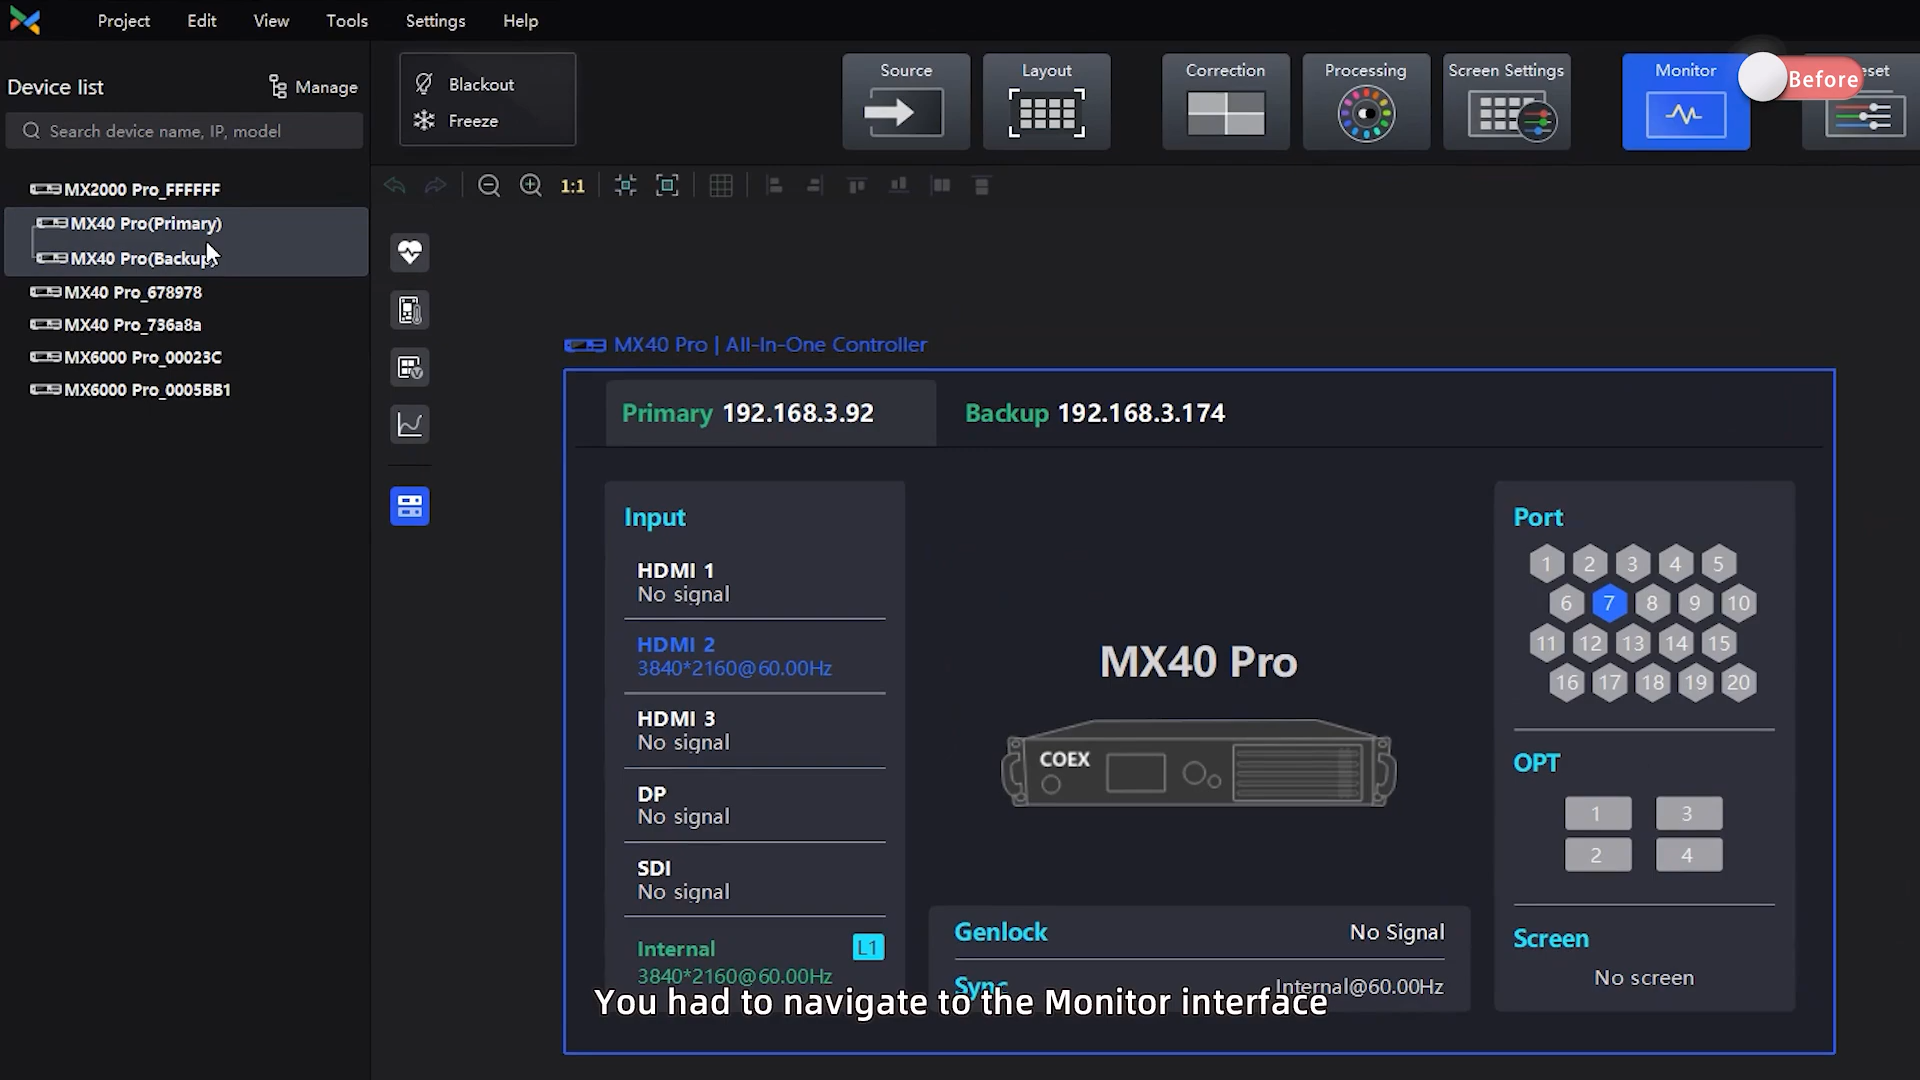 Project Edit View Tools Settings Help
Device list Manage
Search device name, IP, model
MX2000 Pro_FFFFFF
MX40 Pro(Primary)
MX40 Pro(Backup)
MX40 Pro_678978
MX40 Pro_736a8a
MX6000 Pro_00023C
MX6000 Pro_0005BB1
Blackout
Freeze
Source Layout Correction Processing Screen Settings Monitor
Before
1:1
MX40 Pro | All-In-One Controller
Primary 192.168.3.92 Backup 192.168.3.174
Input
HDMI 1
No signal
HDMI 2
3840*2160@60.00Hz
HDMI 3
No signal
DP
No signal
SDI
No signal
Internal L1
3840*2160@60.00Hz
MX40 Pro
COEX
Genlock No Signal
Sync Internal@60.00Hz
Port
1 2 3 4 5
6 7 8 9 10
11 12 13 14 15
16 17 18 19 20
OPT
1 3
2 4
Screen
No screen
You had to navigate to the Monitor interface